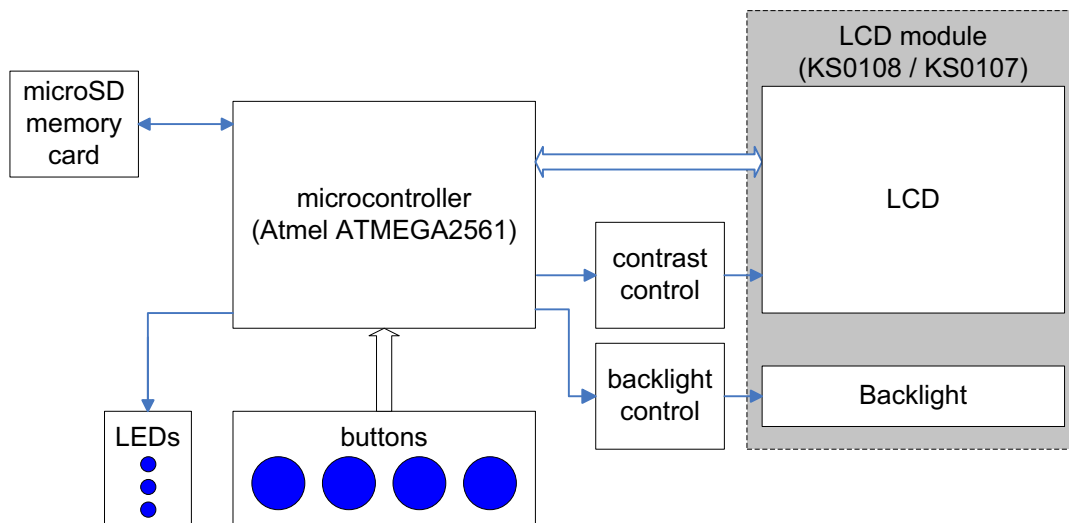 LCD module
(KS0108 / KS0107)
microSD
memory
card
microcontroller
(Atmel ATMEGA2561)
LCD
contrast
control
backlight
control
Backlight
LEDs
buttons